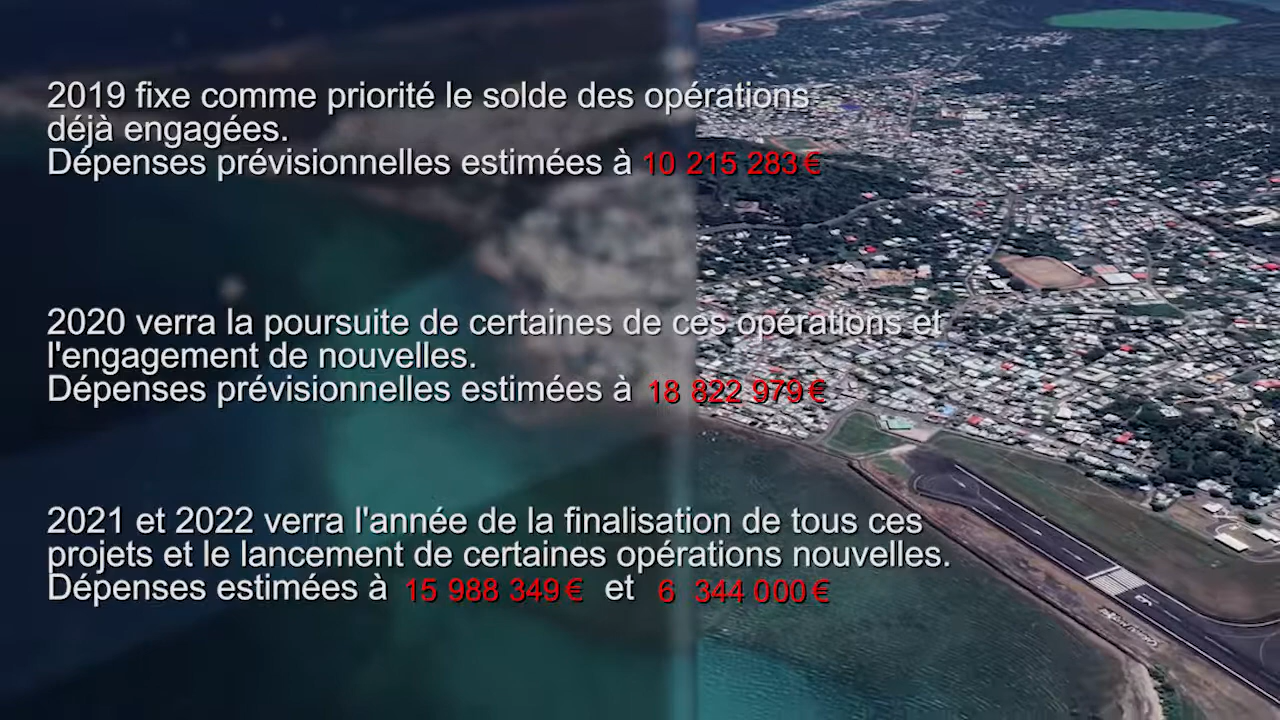 2019 fixe comme priorité le solde des opérations
déjà engagées.
Dépenses prévisionnelles estimées à 10 215 283 €
2020 verra la poursuite de certaines de ces opérations et
l'engagement de nouvelles.
Dépenses prévisionnelles estimées à 18 822 979 €
2021 et 2022 verra l'année de la finalisation de tous ces
projets et le lancement de certaines opérations nouvelles.
Dépenses estimées à 15 988 349 € et 6 344 000 €